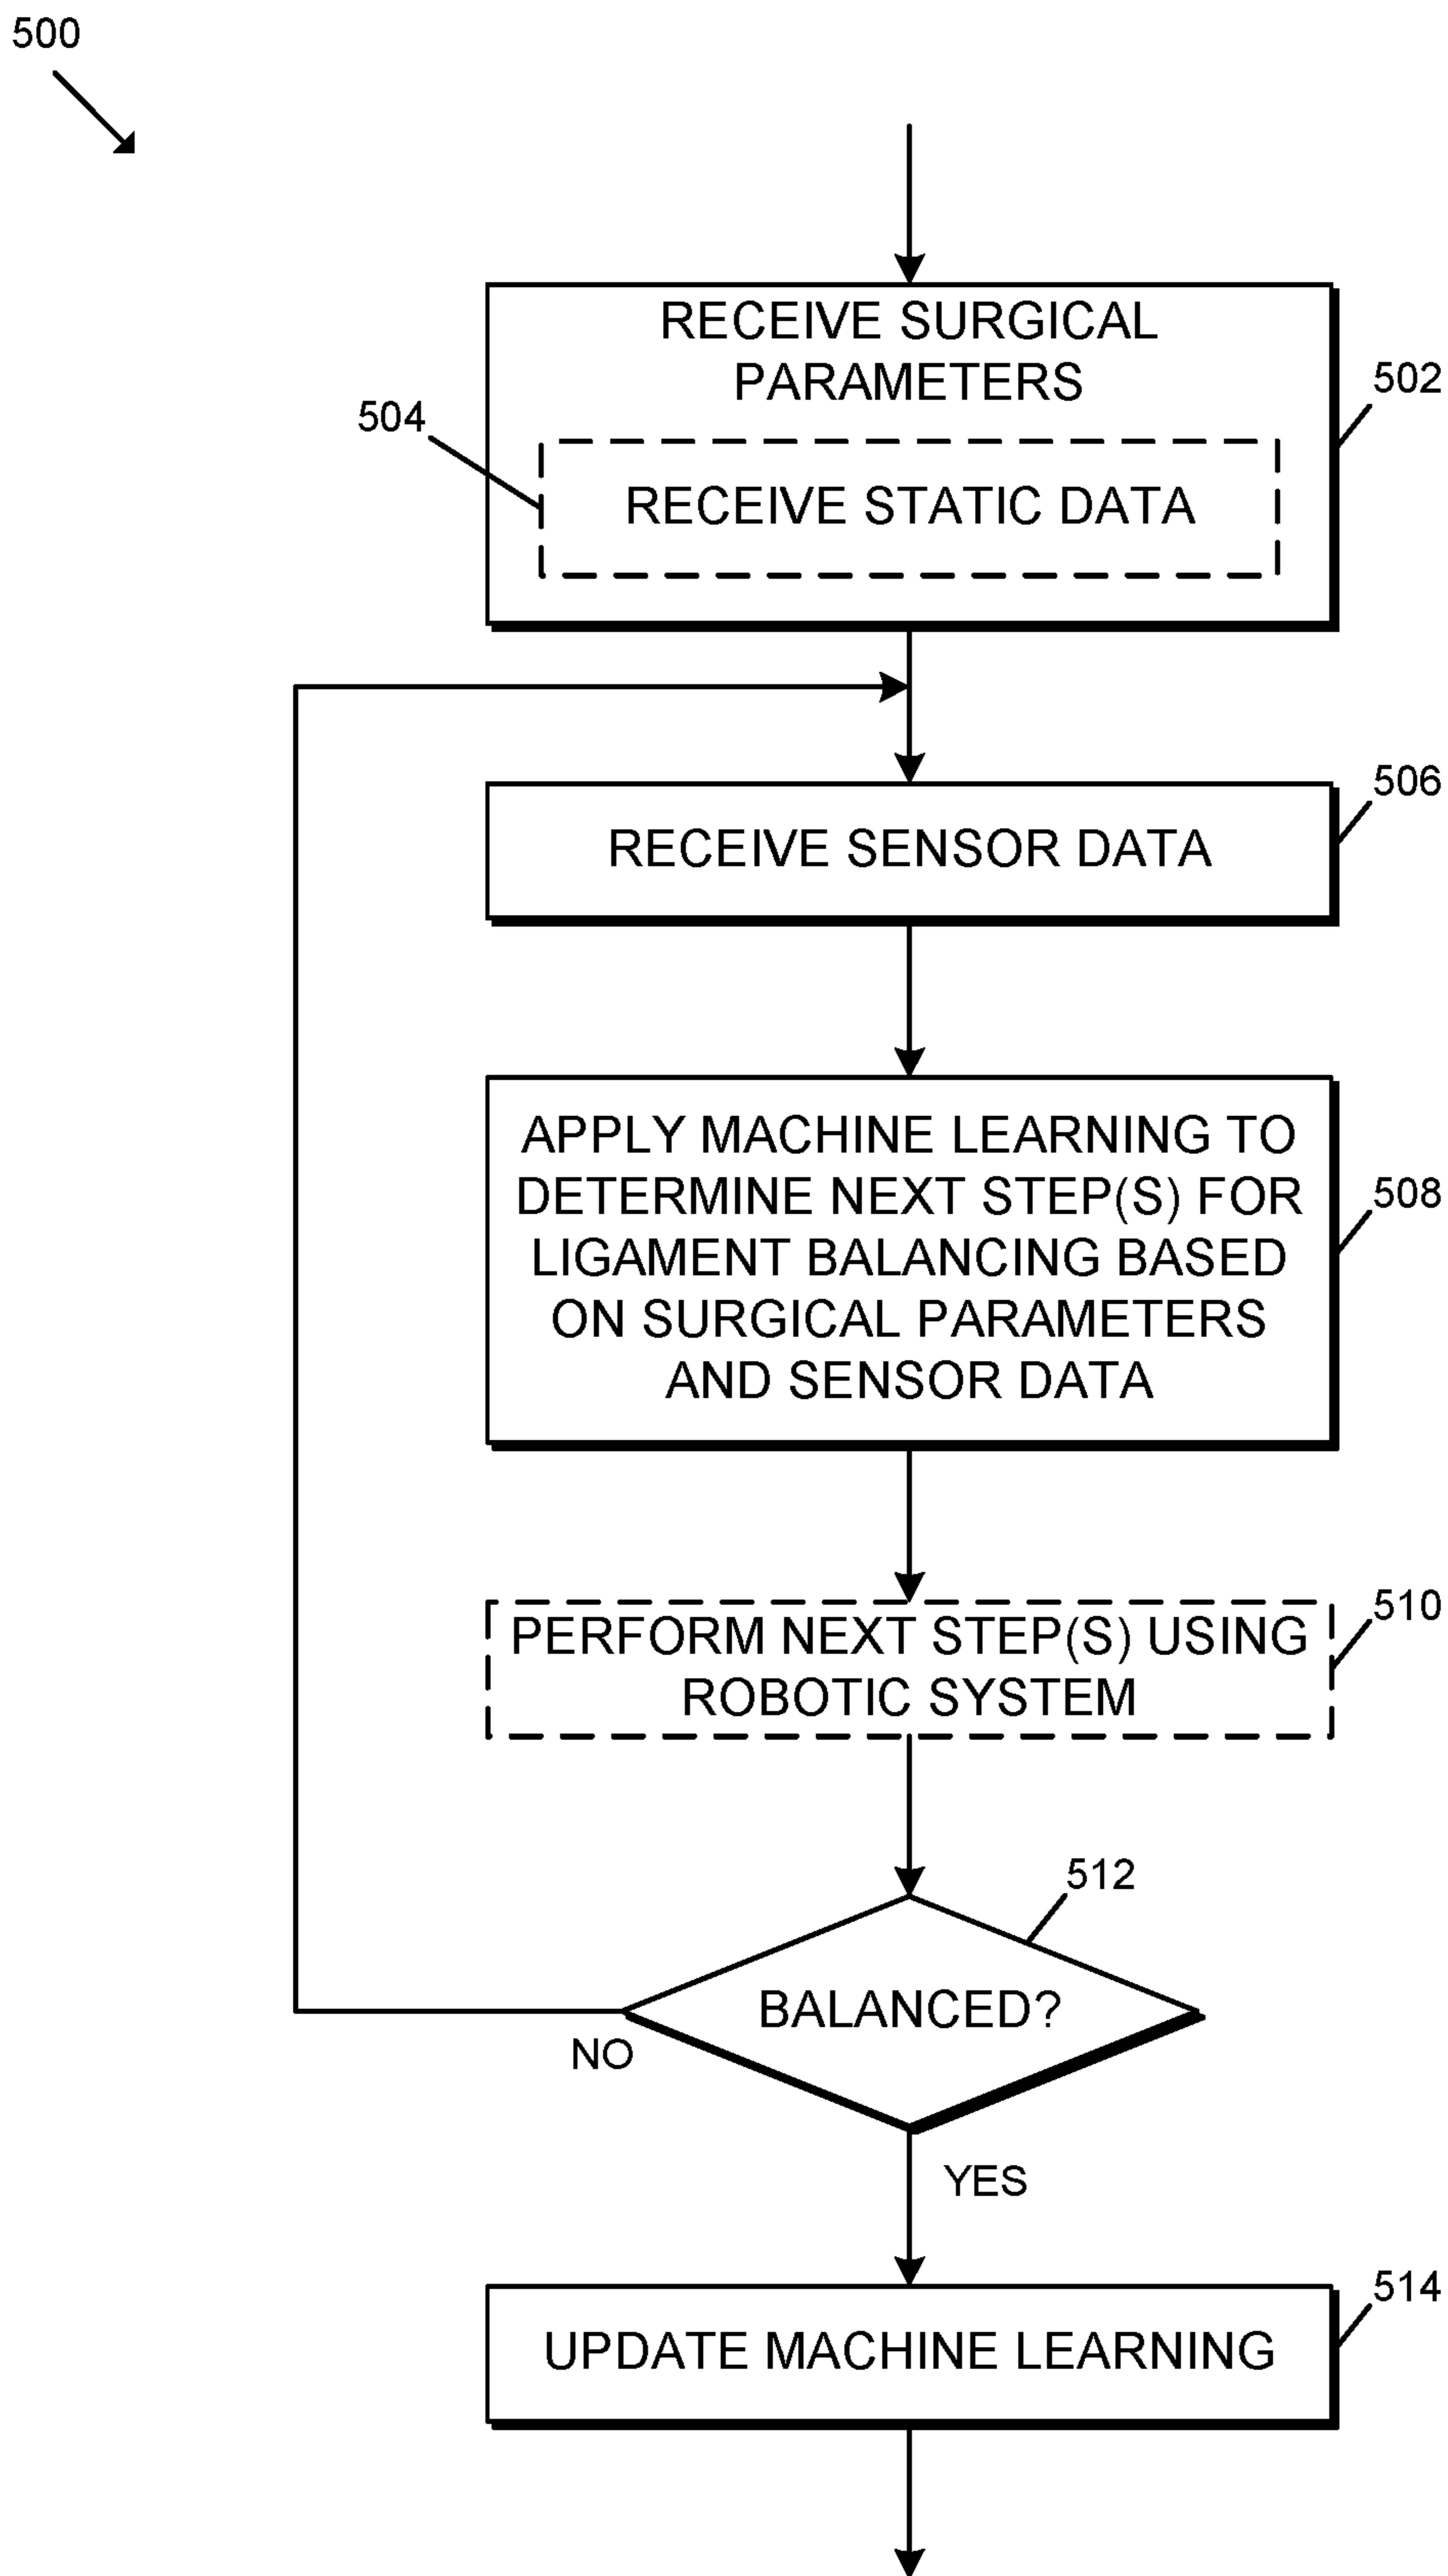 500
RECEIVE SURGICAL
PARAMETERS
502
504
RECEIVE STATIC DATA
506
RECEIVE SENSOR DATA
APPLY MACHINE LEARNING TO
DETERMINE NEXT STEP(S) FOR
508
LIGAMENT BALANCING BASED
ON SURGICAL PARAMETERS
AND SENSOR DATA
510
PERFORM NEXT STEP(S) USING
ROBOTIC SYSTEM
512
BALANCED?
NO
YES
514
UPDATE MACHINE LEARNING